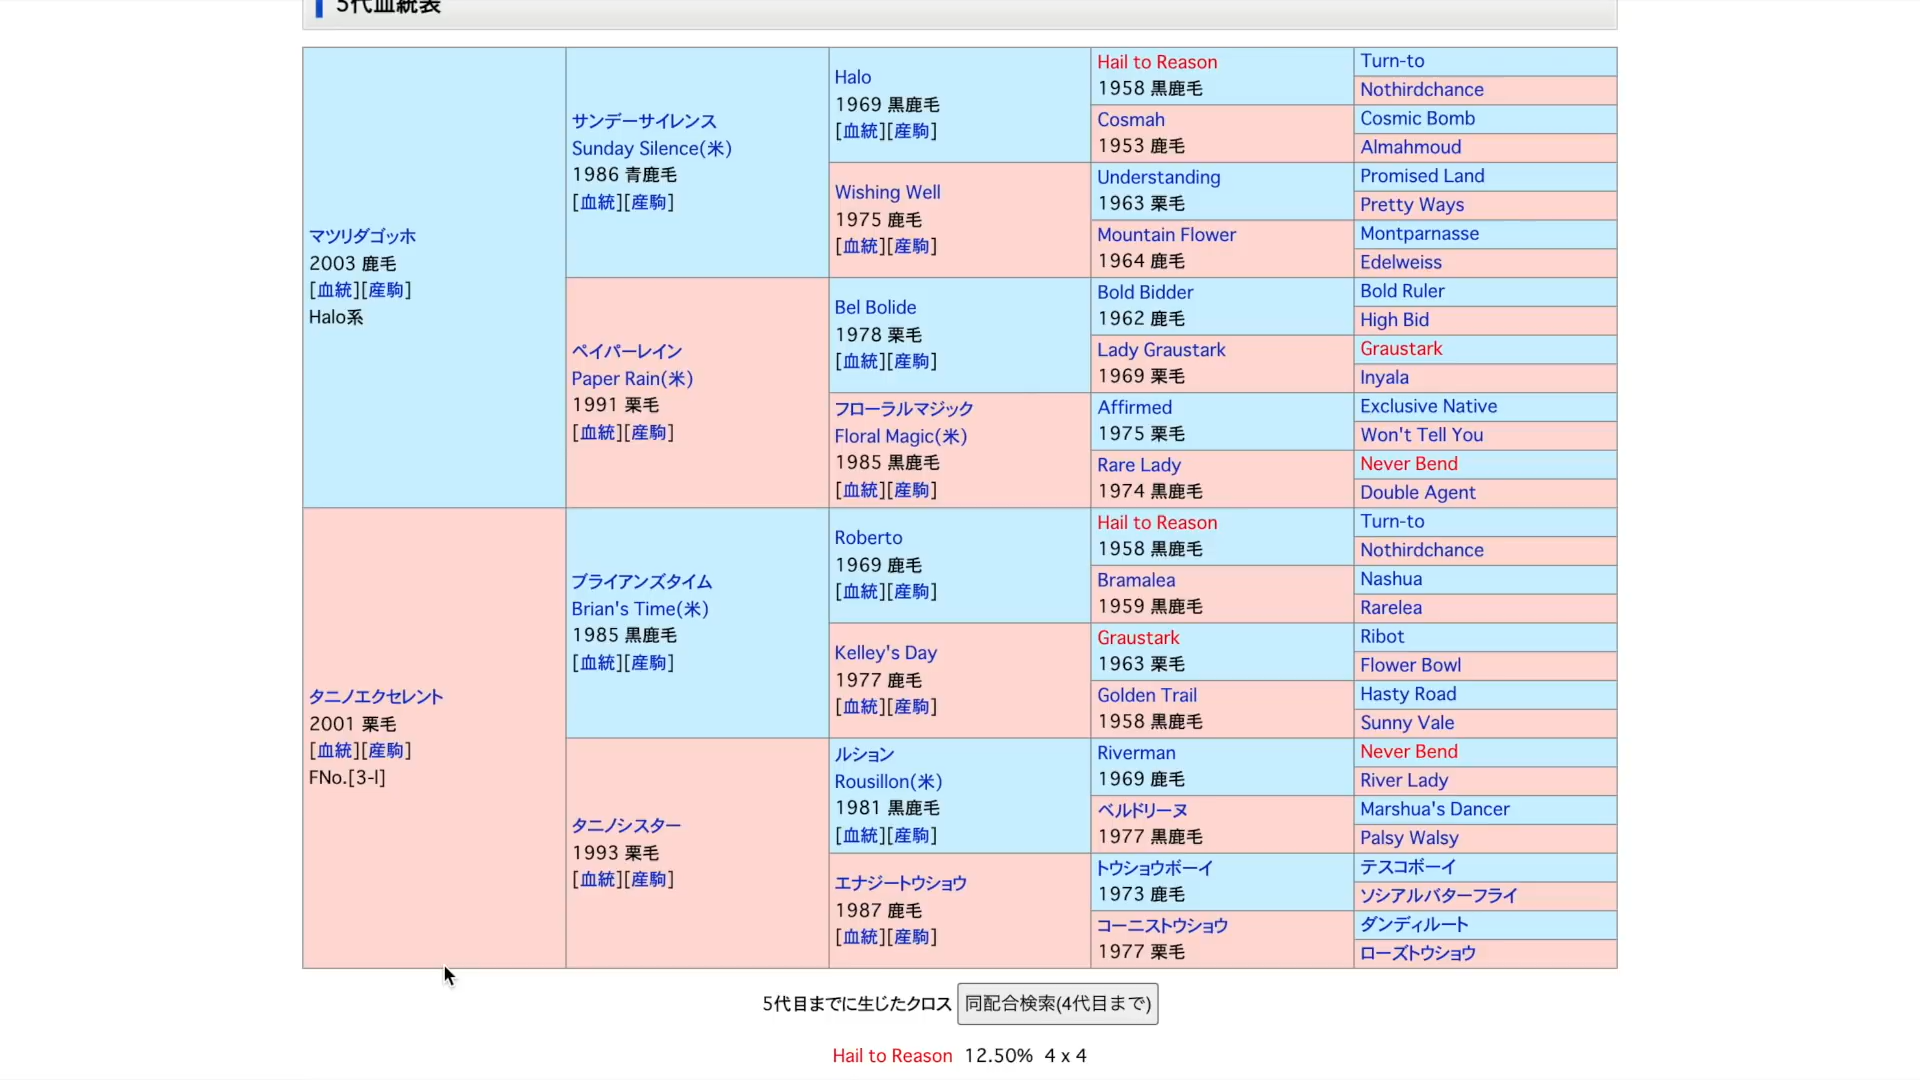 5代血統表
マツリダゴッホ
2003 鹿毛
[血統][産駒]
Halo系
サンデーサイレンス
Sunday Silence(米)
1986 青鹿毛
[血統][産駒]
Halo
1969 黒鹿毛
[血統][産駒]
Hail to Reason
1958 黒鹿毛
Turn-to
Nothirdchance
Cosmah
1953 鹿毛
Cosmic Bomb
Almahmoud
Wishing Well
1975 鹿毛
[血統][産駒]
Understanding
1963 栗毛
Promised Land
Pretty Ways
Mountain Flower
1964 鹿毛
Montparnasse
Edelweiss
ペイパーレイン
Paper Rain(米)
1991 栗毛
[血統][産駒]
Bel Bolide
1978 栗毛
[血統][産駒]
Bold Bidder
1962 鹿毛
Bold Ruler
High Bid
Lady Graustark
1969 栗毛
Graustark
Inyala
フローラルマジック
Floral Magic(米)
1985 黒鹿毛
[血統][産駒]
Affirmed
1975 栗毛
Exclusive Native
Won't Tell You
Rare Lady
1974 黒鹿毛
Never Bend
Double Agent
タニノエクセレント
2001 栗毛
[血統][産駒]
FNo.[3-l]
ブライアンズタイム
Brian's Time(米)
1985 黒鹿毛
[血統][産駒]
Roberto
1969 鹿毛
[血統][産駒]
Hail to Reason
1958 黒鹿毛
Turn-to
Nothirdchance
Bramalea
1959 黒鹿毛
Nashua
Rarelea
Kelley's Day
1977 鹿毛
[血統][産駒]
Graustark
1963 栗毛
Ribot
Flower Bowl
Golden Trail
1958 黒鹿毛
Hasty Road
Sunny Vale
タニノシスター
1993 栗毛
[血統][産駒]
ルション
Rousillon(米)
1981 黒鹿毛
[血統][産駒]
Riverman
1969 鹿毛
Never Bend
River Lady
ベルドリーヌ
1977 黒鹿毛
Marshua's Dancer
Palsy Walsy
エナジートウショウ
1987 鹿毛
[血統][産駒]
トウショウボーイ
1973 鹿毛
テスコボーイ
ソシアルバターフライ
コーニストウショウ
1977 栗毛
ダンディルート
ローズトウショウ
5代目までに生じたクロス 同配合検索(4代目まで)
Hail to Reason 12.50% 4 x 4